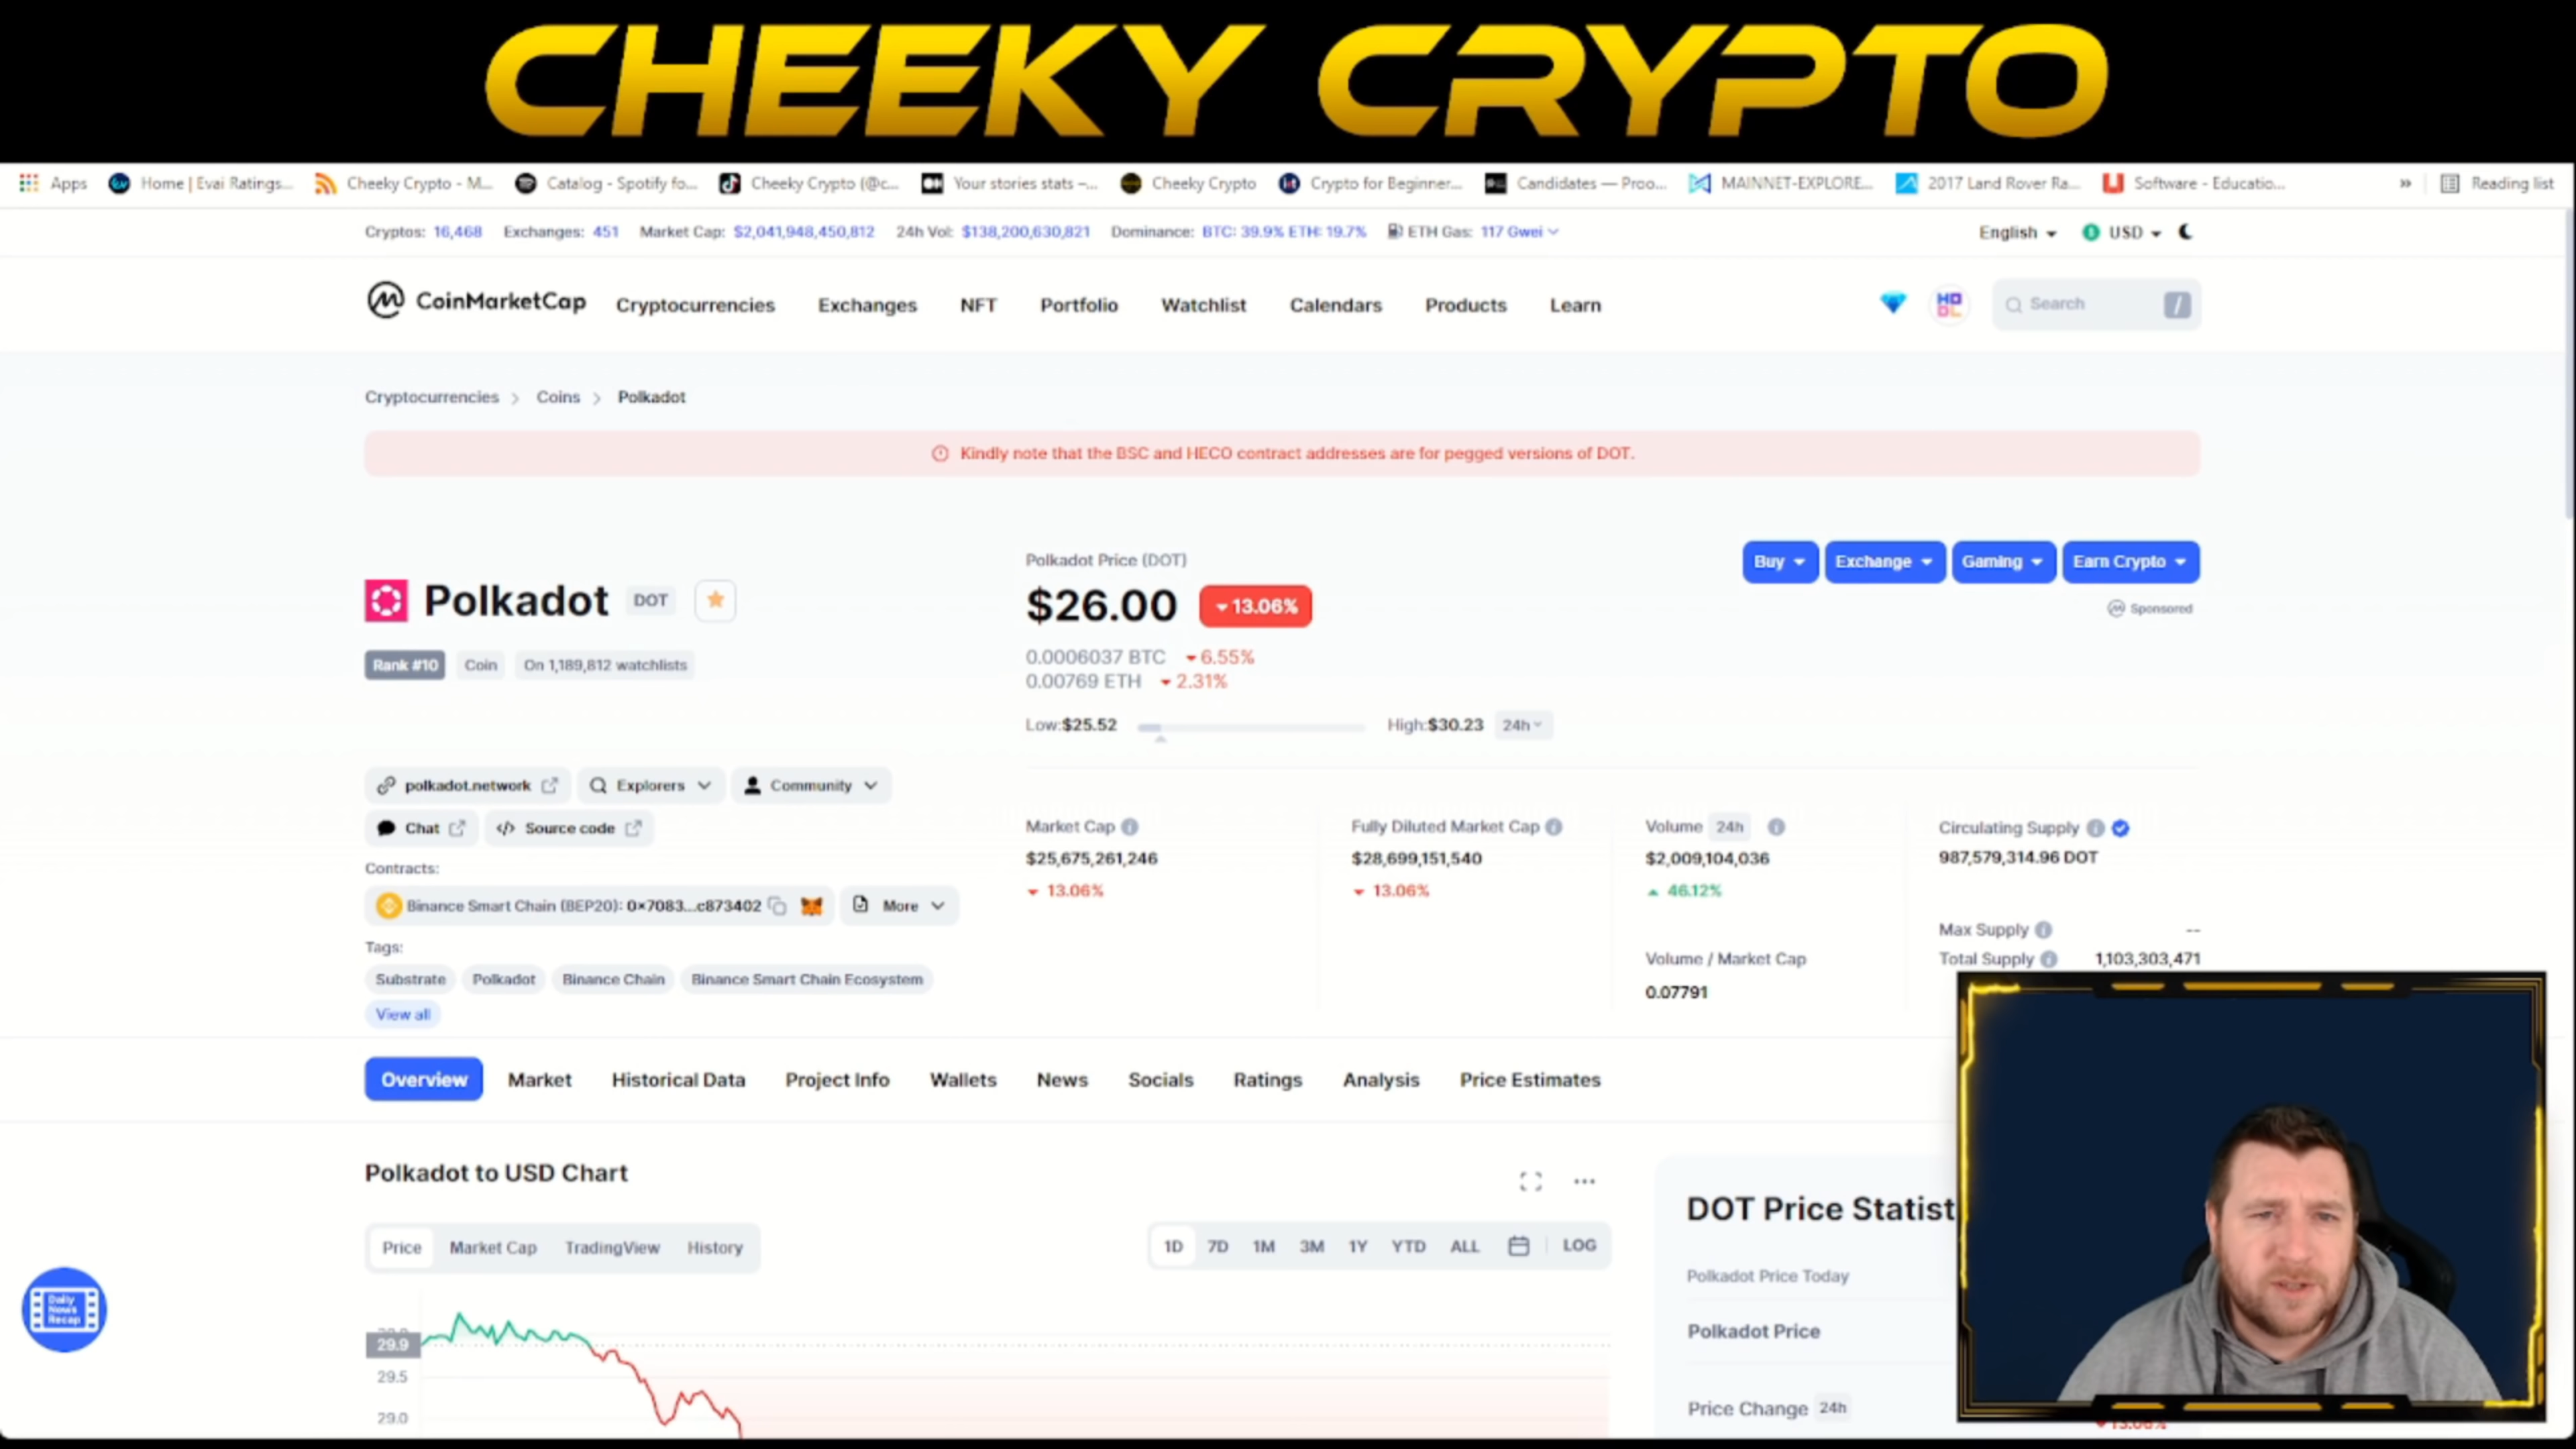 CHEEKY CRYPTO
Apps Home | Evai Ratings... Cheeky Crypto - M... Catalog - Spotify fo... Cheeky Crypto (@c... Your stories stats –... Cheeky Crypto Crypto for Beginner... Candidates — Proo... MAINNET-EXPLORE... 2017 Land Rover Ra... Software - Educatio... » Reading list
Cryptos: 16,468 Exchanges: 451 Market Cap: $2,041,948,450,812 24h Vol: $138,200,630,821 Dominance: BTC: 39.9% ETH: 19.7% ETH Gas: 117 Gwei English USD
CoinMarketCap Cryptocurrencies Exchanges NFT Portfolio Watchlist Calendars Products Learn HODL Search /
Cryptocurrencies > Coins > Polkadot
Kindly note that the BSC and HECO contract addresses are for pegged versions of DOT.
Polkadot Price (DOT)
Buy Exchange Gaming Earn Crypto
Polkadot DOT
$26.00 13.06%
Sponsored
Rank #10 Coin On 1,189,812 watchlists
0.0006037 BTC 6.55%
0.00769 ETH 2.31%
Low:$25.52 High:$30.23 24h
polkadot.network Explorers Community
Chat Source code
Contracts:
Binance Smart Chain (BEP20): 0x7083...c873402 More
Tags:
Substrate Polkadot Binance Chain Binance Smart Chain Ecosystem
View all
Market Cap
$25,675,261,246
13.06%
Fully Diluted Market Cap
$28,699,151,540
13.06%
Volume 24h
$2,009,104,036
46.12%
Volume / Market Cap
0.07791
Circulating Supply
987,579,314.96 DOT
Max Supply --
Total Supply 1,103,303,471
Overview Market Historical Data Project Info Wallets News Socials Ratings Analysis Price Estimates
Polkadot to USD Chart
Price Market Cap TradingView History
1D 7D 1M 3M 1Y YTD ALL LOG
29.9
29.5
29.0
Daily
News
Recap
DOT Price Statist
Polkadot Price Today
Polkadot Price
Price Change 24h
13.06%